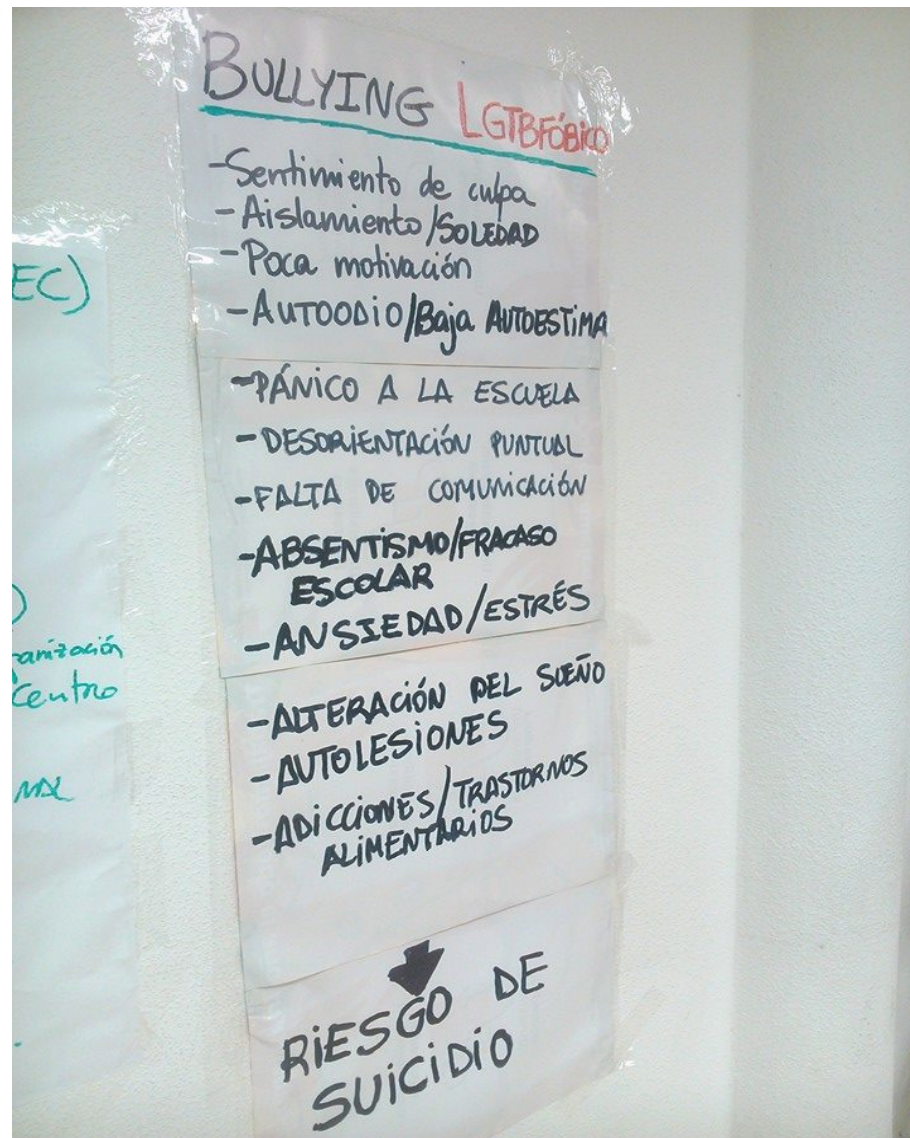 BULLYING LGTBFÓBICO
-Sentimiento de culpa
-Aislamiento/SOLEDAD
-Poca motivación
-AUTOODIO/Baja AUTOESTIMA
-PÁNICO A LA ESCUELA
-DESORIENTACIÓN PUNTUAL
-FALTA DE COMUNICACIÓN
-ABSENTISMO/FRACASO
ESCOLAR
-ANSIEDAD/ESTRÉS
-ALTERACIÓN DEL SUEÑO
-AUTOLESIONES
-ADICCIONES/TRASTORNOS
ALIMENTARIOS
RIESGO DE
SUICIDIO
EC)
)
anización
Centro